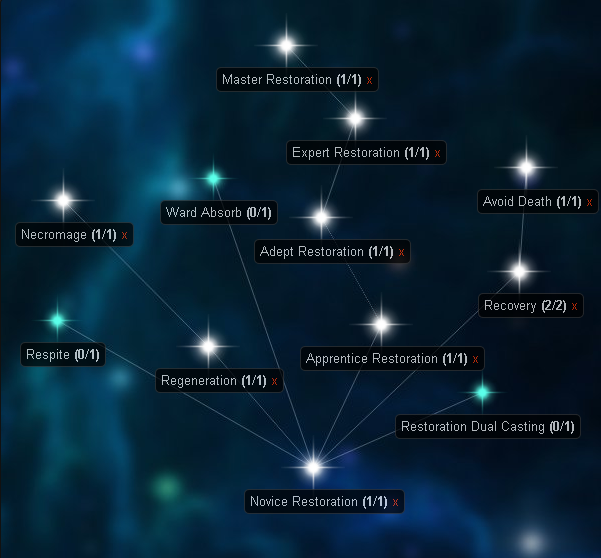 Master Restoration (1/1) x
Expert Restoration (1/1) x
Avoid Death (1/1) x
Ward Absorb (0/1)
Necromage (1/1) x
Adept Restoration (1/1) x
Recovery (2/2) x
Respite (0/1)
Apprentice Restoration (1/1) x
Regeneration (1/1) x
Restoration Dual Casting (0/1)
Novice Restoration (1/1) x